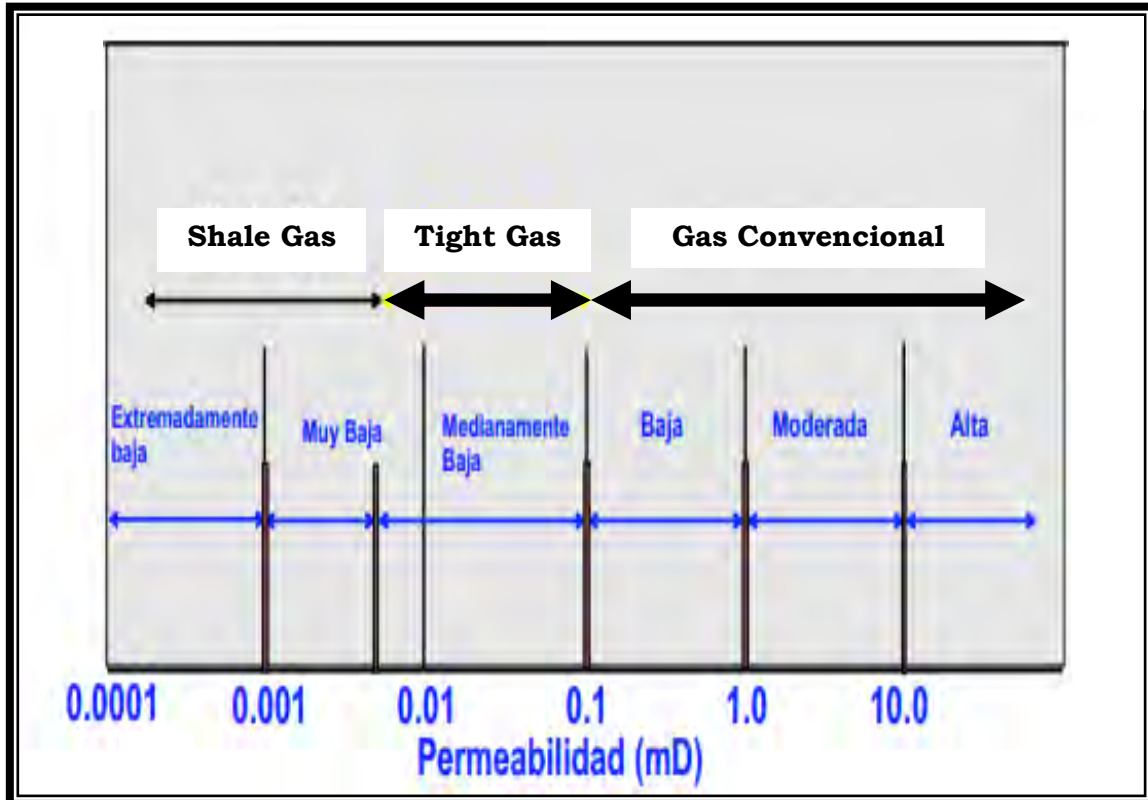 Shale Gas
Tight Gas
Gas Convencional
Extremadamente
baja
Muy Baja
Medianamente
Baja
Baja
Moderada
Alta
0.0001
0.001
0.01
0.1
1.0
10.0
Permeabilidad (mD)